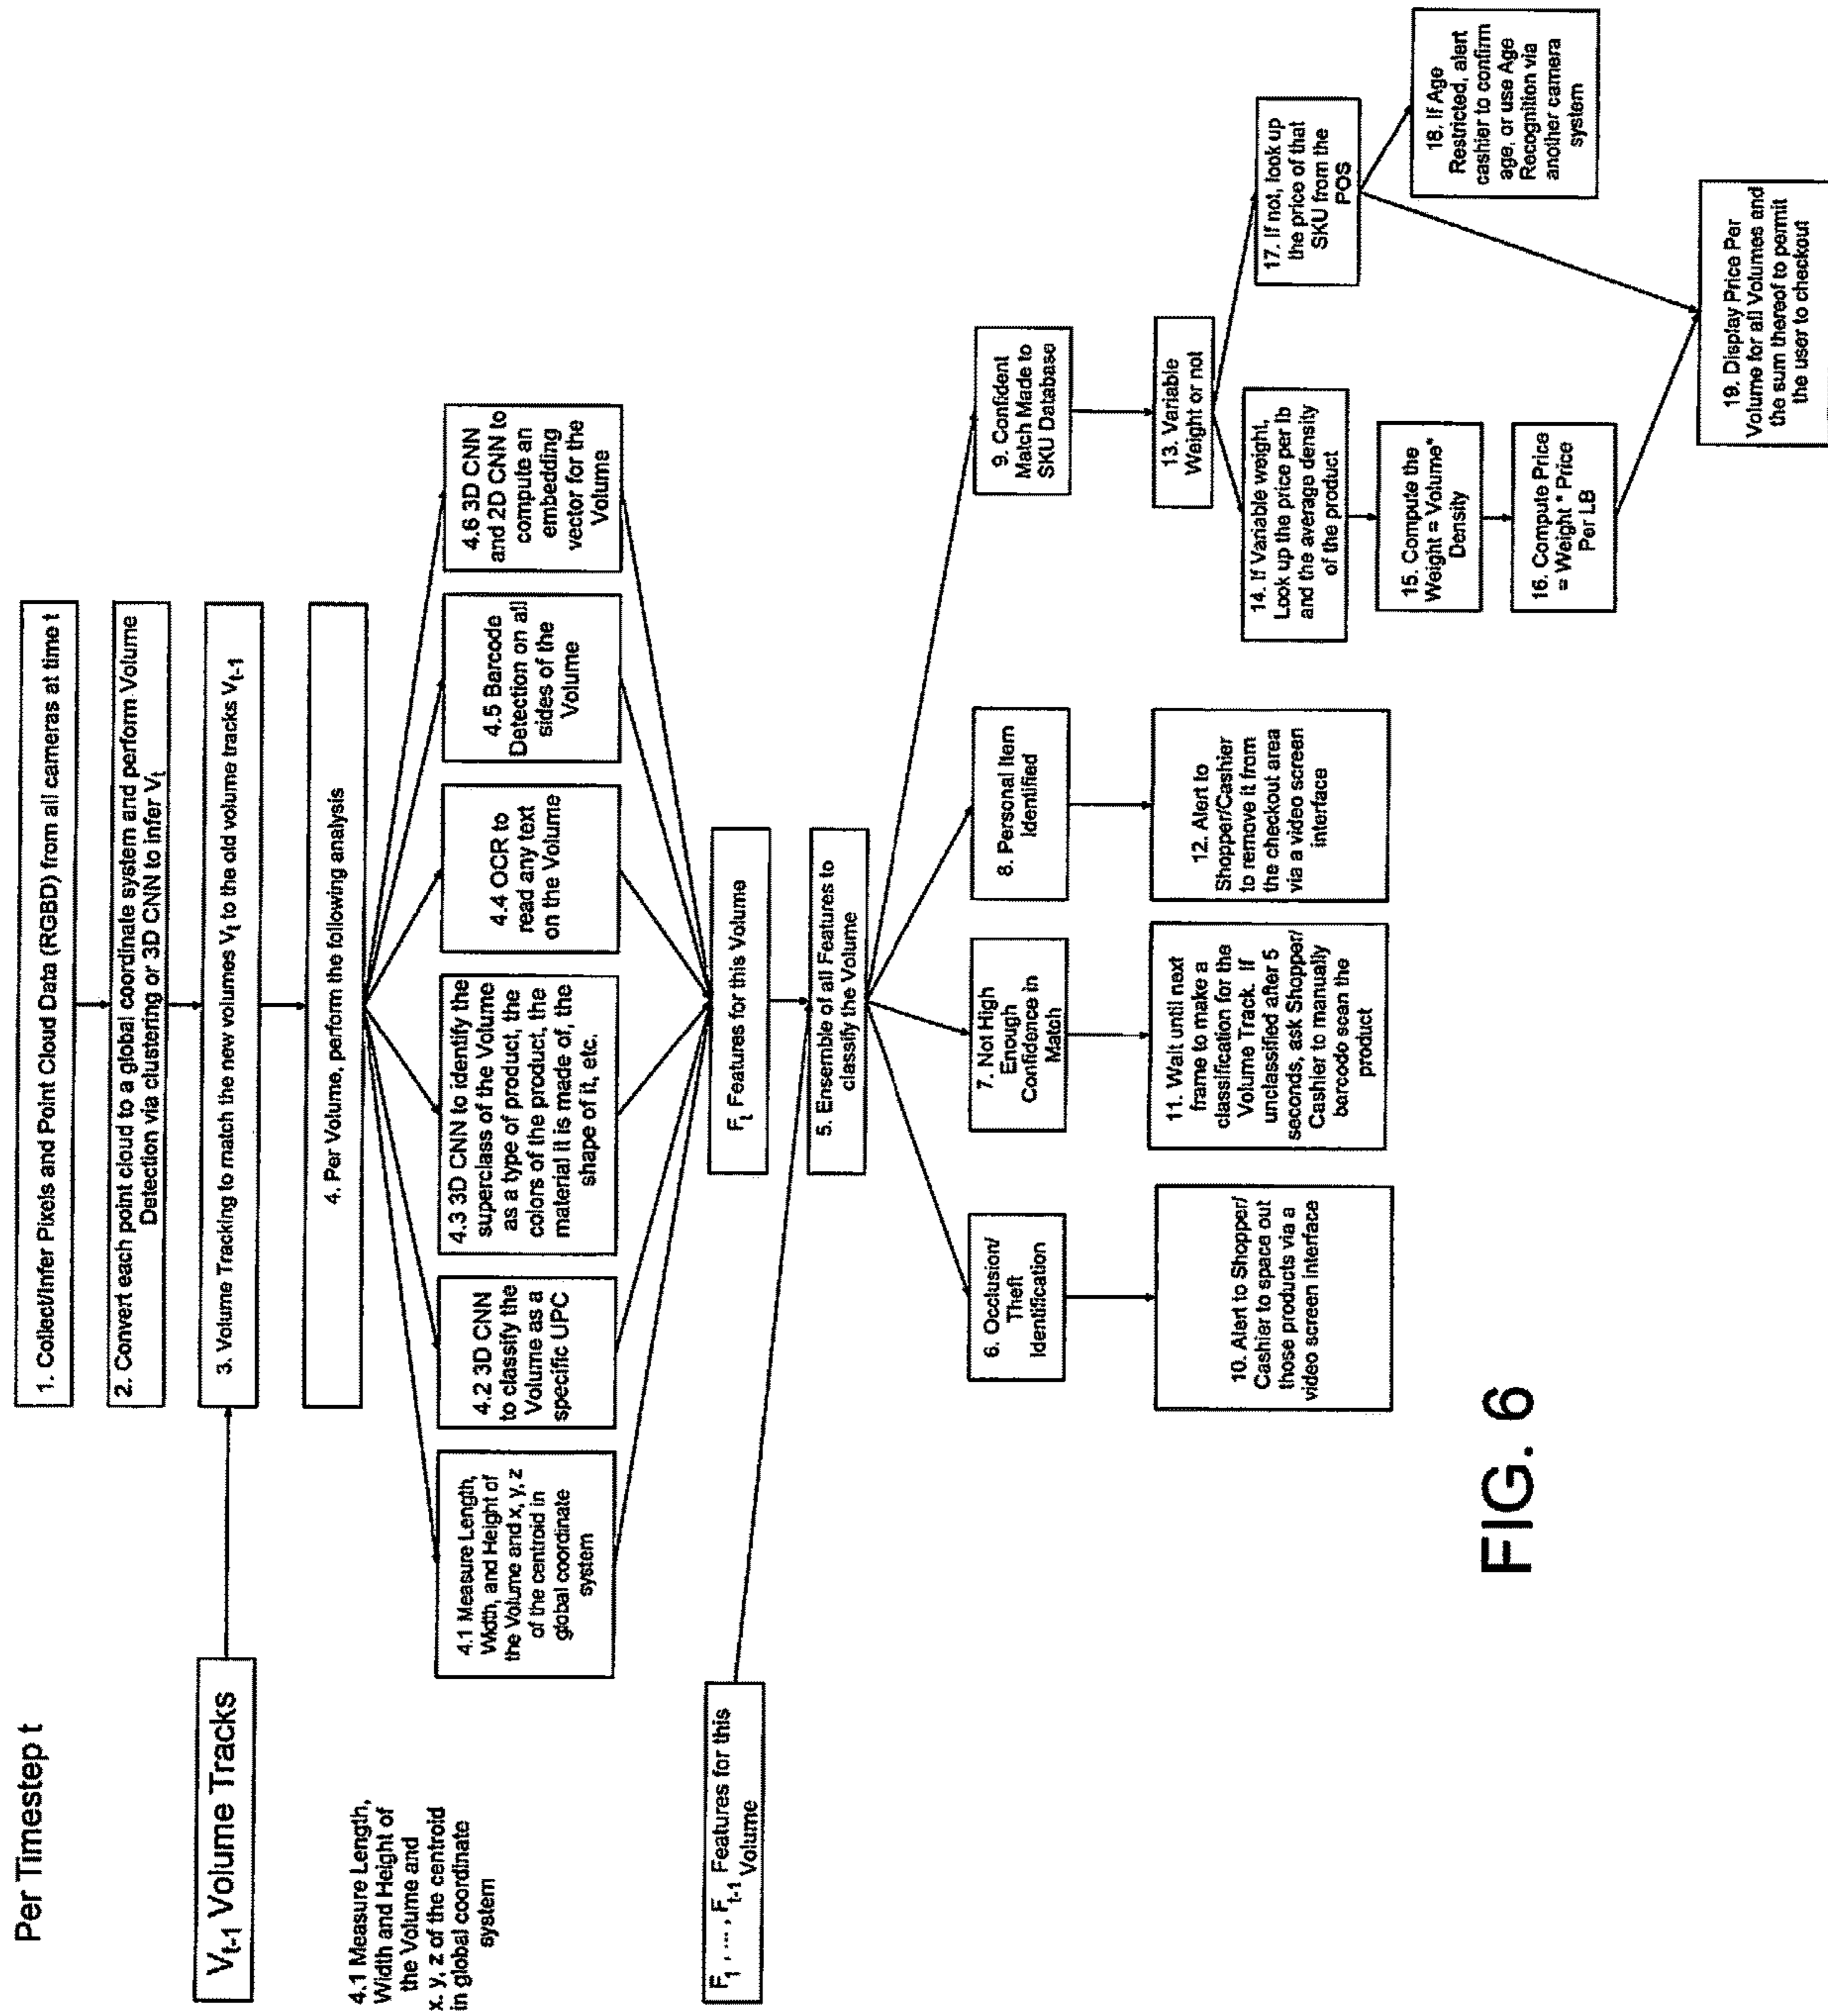 Per Timestep t
1. Collect/Infer Pixels and Point Cloud Data (RGBD) from all cameras at time t
2. Convert each point cloud to a global coordinate system and perform Volume
Detection via clustering or 3D CNN to infer Vt
Vt-1 Volume Tracks
3. Volume Tracking to match the new volumes Vt to the old volume tracks Vt-1
4. Per Volume, perform the following analysis
4.1 Measure Length,
Width and Height of
the Volume and
x, y, z of the centroid
in global coordinate
system
4.1 Measure Length,
Width, and Height of
the Volume and x, y, z
of the centroid in
global coordinate
system
4.2 3D CNN
to classify the
Volume as a
specific UPC
4.3 3D CNN to identify the
superclass of the Volume
as a type of product, the
colors of the product, the
material it is made of, the
shape of it, etc.
4.4 OCR to
read any text
on the Volume
4.5 Barcode
Detection on all
sides of the
Volume
4.6 3D CNN
and 2D CNN to
compute an
embedding
vector for the
Volume
F1, ..., Ft-1 Features for this
Volume
Ft Features for this Volume
5. Ensemble of all Features to
classify the Volume
6. Occlusion/
Theft
Identification
7. Not High
Enough
Confidence in
Match
8. Personal Item
Identified
9. Confident
Match Made to
SKU Database
10. Alert to Shopper/
Cashier to space out
those products via a
video screen interface
11. Wait until next
frame to make a
classification for the
Volume Track. If
unclassified after 5
seconds, ask Shopper/
Cashier to manually
barcodo scan the
product
12. Alert to
Shopper/Cashier
to remove it from
the checkout area
via a video screen
interface
13. Variable
Weight or not
14. If Variable weight,
Look up the price per lb
and the average density
of the product
15. Compute the
Weight = Volume*
Density
16. Compute Price
= Weight * Price
Per LB
17. If not, look up
the price of that
SKU from the
POS
18. If Age
Restricted, alert
cashier to confirm
age, or use Age
Recognition via
another camera
system
19. Display Price Per
Volume for all Volumes and
the sum thereof to permit
the user to checkout
FIG. 6